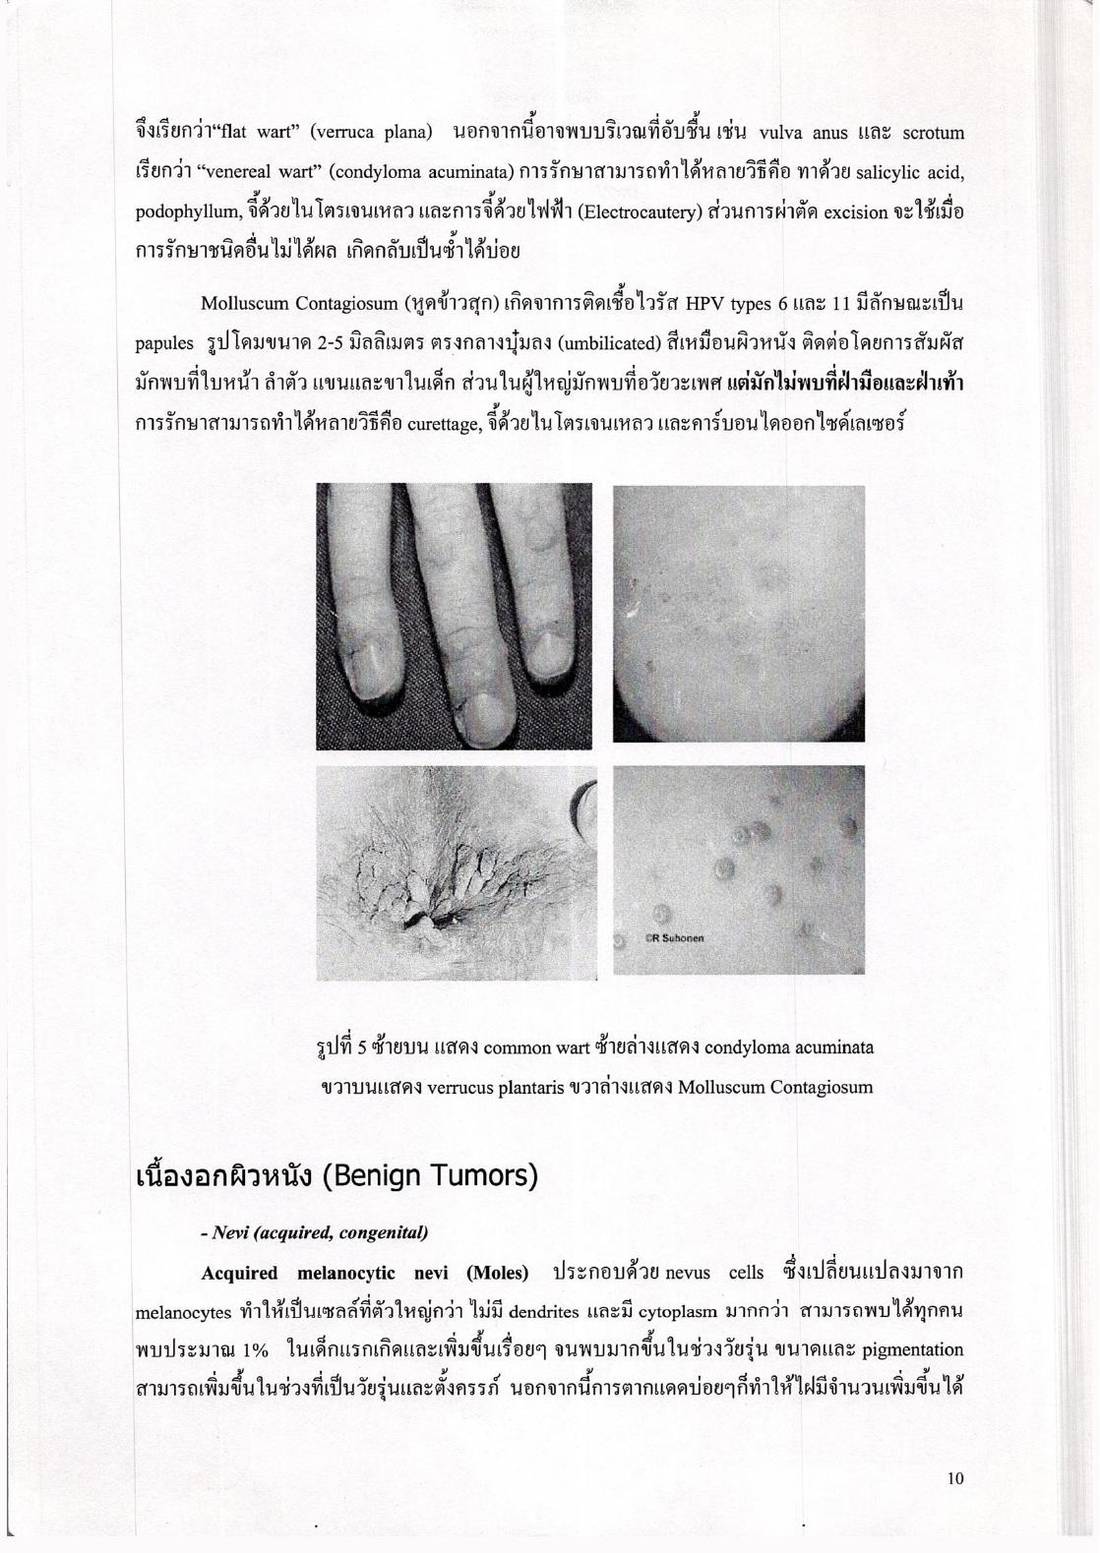 จึงเรียกว่า“flat wart” (verruca plana) นอกจากนี้อาจพบบริเวณที่อับชื้น เช่น vulva anus และ scrotum
เรียกว่า “venereal wart” (condyloma acuminata) การรักษาสามารถทำได้หลายวิธีคือ ทาด้วย salicylic acid,
podophyllum, จี้ด้วยไนโตรเจนเหลว และการจี้ด้วยไฟฟ้า (Electrocautery) ส่วนการผ่าตัด excision จะใช้เมื่อ
การรักษาชนิดอื่นไม่ได้ผล เกิดกลับเป็นซ้ำได้บ่อย
Molluscum Contagiosum (หูดข้าวสุก) เกิดจาการติดเชื้อไวรัส HPV types 6 และ 11 มีลักษณะเป็น
papules รูปโดมขนาด 2-5 มิลลิเมตร ตรงกลางบุ๋มลง (umbilicated) สีเหมือนผิวหนัง ติดต่อโดยการสัมผัส
มักพบที่ใบหน้า ลำตัว แขนและขาในเด็ก ส่วนในผู้ใหญ่มักพบที่อวัยวะเพศ แต่มักไม่พบที่ฝ่ามือและฝ่าเท้า
การรักษาสามารถทำได้หลายวิธีคือ curettage, จี้ด้วยไนโตรเจนเหลว และคาร์บอนไดออกไซด์เลเซอร์
©R Suhonen
รูปที่ 5 ซ้ายบน แสดง common wart ซ้ายล่างแสดง condyloma acuminata
ขวาบนแสดง verrucus plantaris ขวาล่างแสดง Molluscum Contagiosum
เนื้องอกผิวหนัง (Benign Tumors)
- Nevi (acquired, congenital)
Acquired melanocytic nevi (Moles) ประกอบด้วย nevus cells ซึ่งเปลี่ยนแปลงมาจาก
melanocytes ทำให้เป็นเซลล์ที่ตัวใหญ่กว่า ไม่มี dendrites และมี cytoplasm มากกว่า สามารถพบได้ทุกคน
พบประมาณ 1% ในเด็กแรกเกิดและเพิ่มขึ้นเรื่อยๆ จนพบมากขึ้นในช่วงวัยรุ่น ขนาดและ pigmentation
สามารถเพิ่มขึ้นในช่วงที่เป็นวัยรุ่นและตั้งครรภ์ นอกจากนี้การตากแดดบ่อยๆก็ทำให้ไฝมีจำนวนเพิ่มขึ้นได้
10